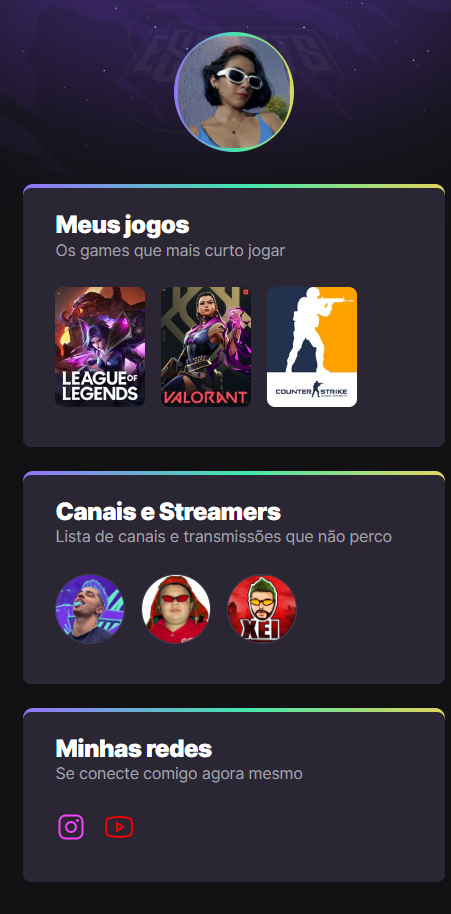 ESPORTS
Meus jogos
Os games que mais curto jogar
LEAGUE OF
LEGENDS
VALORANT
COUNTER STRIKE
Canais e Streamers
Lista de canais e transmissões que não perco
XEI
Minhas redes
Se conecte comigo agora mesmo